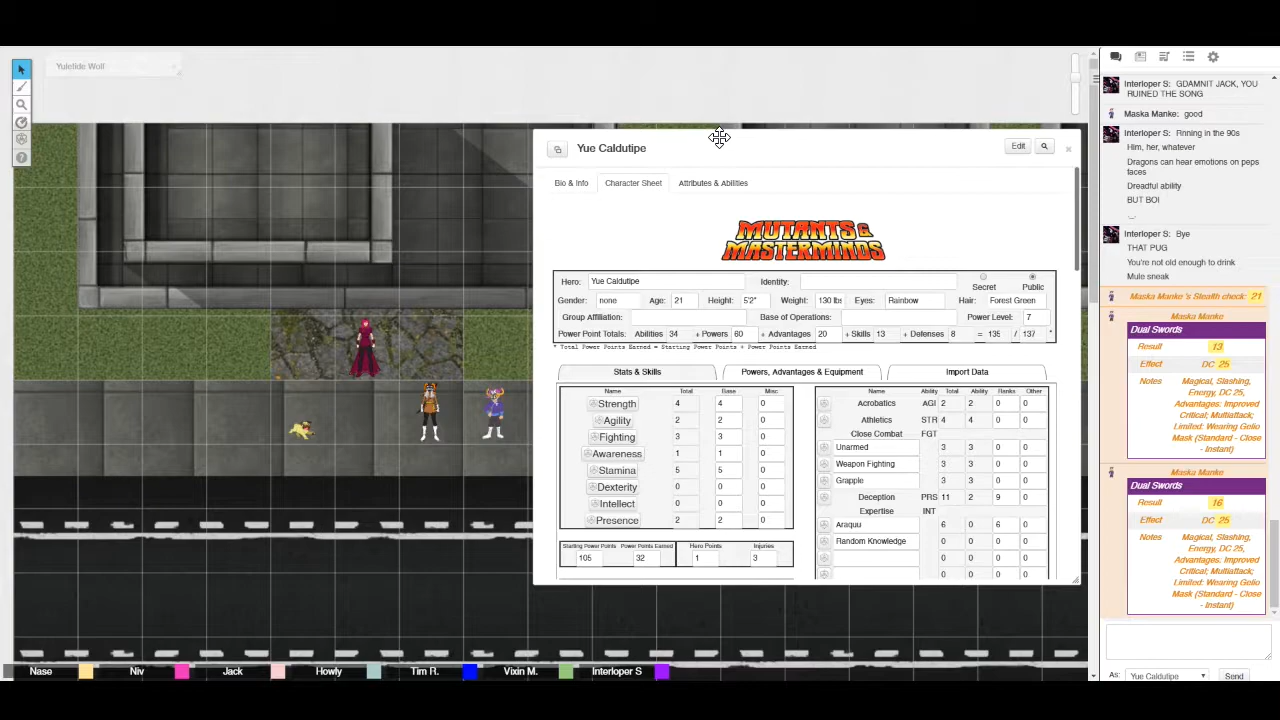 Yuletide Wolf
Yue Caldutipe
Edit
Bio & Info
Character Sheet
Attributes & Abilities
MUTANTS &
MASTERMINDS
Hero: Yue Caldutipe Identity: Secret Public
Gender: none Age: 21 Height: 5'2" Weight: 130 lbs Eyes: Rainbow Hair: Forest Green
Group Affiliation: Base of Operations: Power Level: 7
Power Point Totals: Abilities 34 + Powers 60 + Advantages 20 + Skills 13 + Defenses 8 = 135 / 137 *
* Total Power Points Earned = Starting Power Points + Power Points Earned
Stats & Skills
Powers, Advantages & Equipment
Import Data
Name Total Base Misc
Strength 4 4 0
Agility 2 2 0
Fighting 3 3 0
Awareness 1 1 0
Stamina 5 5 0
Dexterity 0 0 0
Intellect 0 0 0
Presence 2 2 0
Starting Power Points Power Points Earned Hero Points Injuries
105 32 1 3
Name Ability Total Ability Ranks Other
Acrobatics AGI 2 2 0 0
Athletics STR 4 4 0 0
Close Combat FGT
Unarmed 3 3 0 0
Weapon Fighting 3 3 0 0
Grapple 3 3 0 0
Deception PRS 11 2 9 0
Expertise INT
Araquu 6 0 6 0
Random Knowledge 0 0 0 0
0 0 0 0
0 0 0 0
Nase
Niv
Jack
Howly
Tim R.
Vixin M.
Interloper S
Interloper S: GDAMNIT JACK, YOU
RUINED THE SONG
Maska Manke: good
Interloper S: Rnning in the 90s
Him, her, whatever
Dragons can hear emotions on peps
faces
Dreadful ability
BUT BOI
._.
Interloper S: Bye
THAT PUG
You're not old enough to drink
Mule sneak
Maska Manke 's Stealth check: 21
Maska Manke
Dual Swords
Result 13
Effect DC 25
Notes Magical, Slashing,
Energy, DC 25,
Advantages: Improved
Critical; Multiattack;
Limited: Wearing Gelio
Mask (Standard - Close
- Instant)
Maska Manke
Dual Swords
Result 16
Effect DC 25
Notes Magical, Slashing,
Energy, DC 25,
Advantages: Improved
Critical; Multiattack;
Limited: Wearing Gelio
Mask (Standard - Close
- Instant)
As: Yue Caldutipe Send